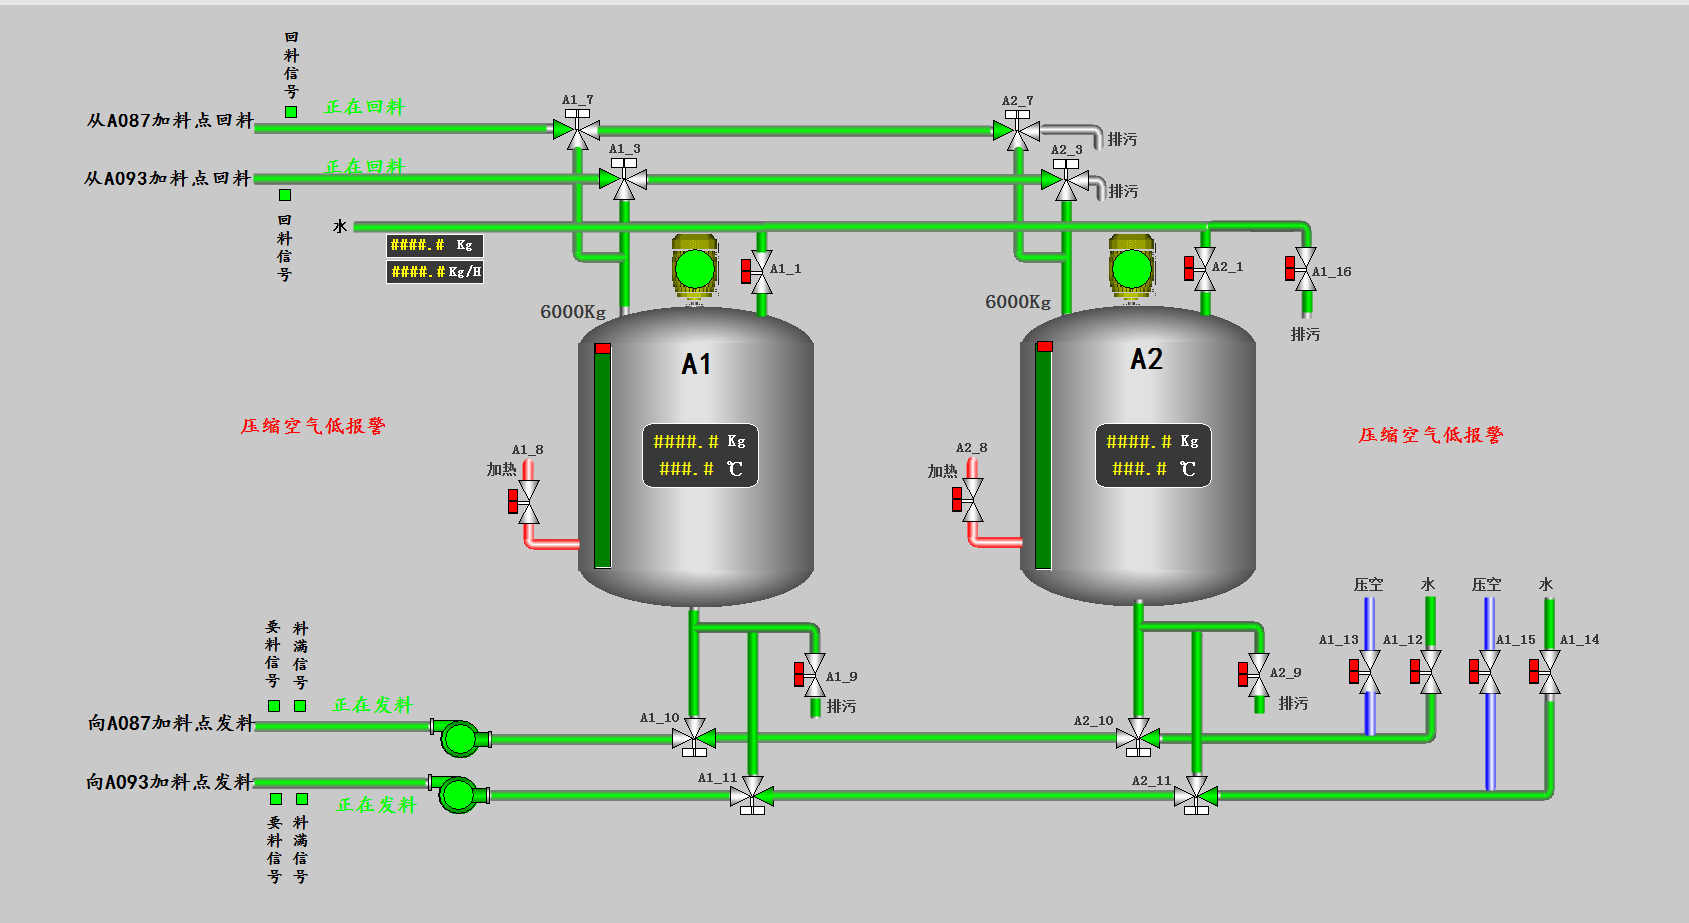 回料信号
正在回料
从A087加料点回料
A1_7
A2_7
排污
A1_3
A2_3
正在回料
从A093加料点回料
排污
回料信号
水
####.# Kg
####.# Kg/H
A1_1
A2_1
A1_16
排污
6000Kg
6000Kg
A1
A2
压缩空气低报警
压缩空气低报警
####.# Kg
###.# ℃
####.# Kg
###.# ℃
A1_8
加热
A2_8
加热
压空
水
压空
水
A1_13
A1_12
A1_15
A1_14
要料信号
料满信号
A1_9
排污
A2_9
排污
正在发料
向A087加料点发料
A1_10
A2_10
向A093加料点发料
A1_11
A2_11
正在发料
要料信号
料满信号